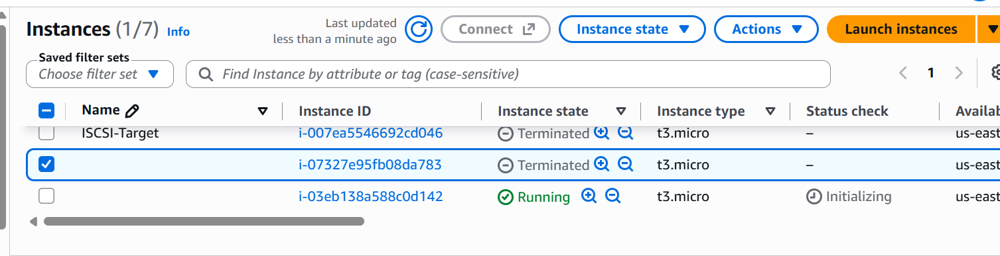 Instances (1/7) Info
Last updated
less than a minute ago
Connect
Instance state
Actions
Launch instances
Saved filter sets
Choose filter set
Find Instance by attribute or tag (case-sensitive)
1
Name Instance ID Instance state Instance type Status check Availab
ISCSI-Target i-007ea5546692cd046 Terminated t3.micro – us-east
i-07327e95fb08da783 Terminated t3.micro – us-east
i-03eb138a588c0d142 Running t3.micro Initializing us-east